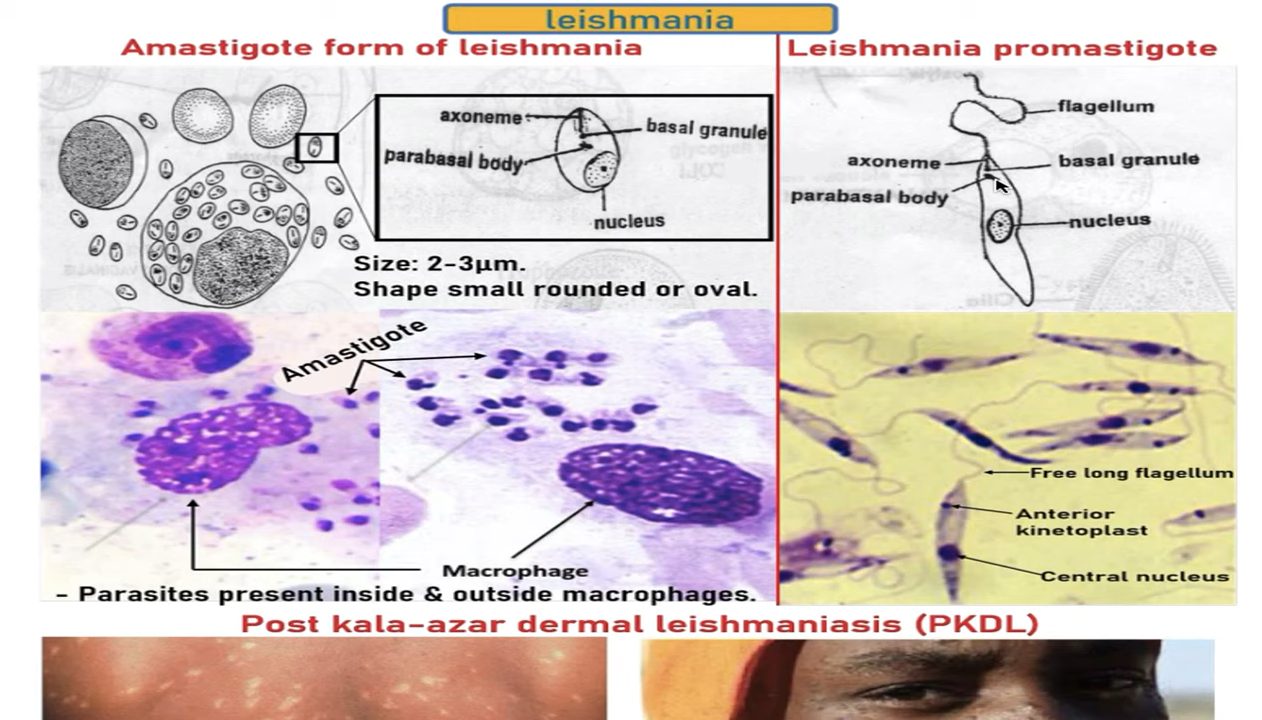 leishmania
Amastigote form of leishmania
axoneme
basal granule
parabasal body
nucleus
Size: 2-3µm.
Shape small rounded or oval.
Amastigote
Macrophage
- Parasites present inside & outside macrophages.
Leishmania promastigote
flagellum
axoneme
basal granule
parabasal body
nucleus
Free long flagellum
Anterior
kinetoplast
Central nucleus
Post kala-azar dermal leishmaniasis (PKDL)